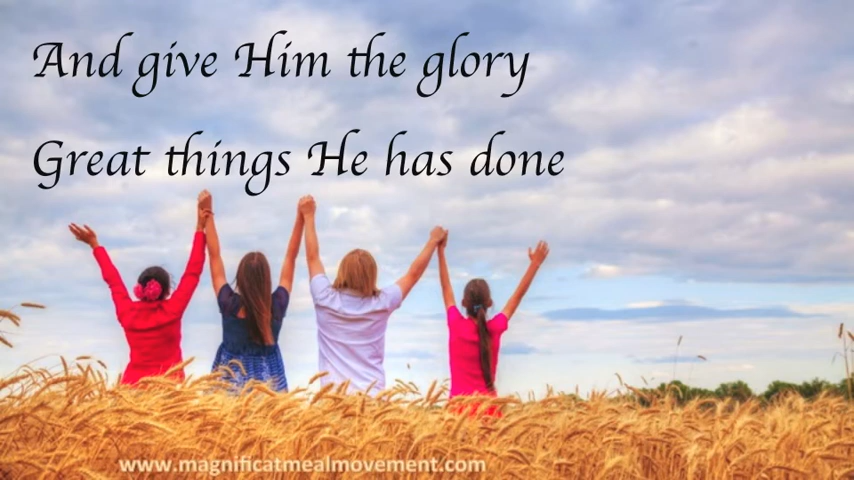 And give Him the glory
Great things He has done
www.magnificatmealmovement.com